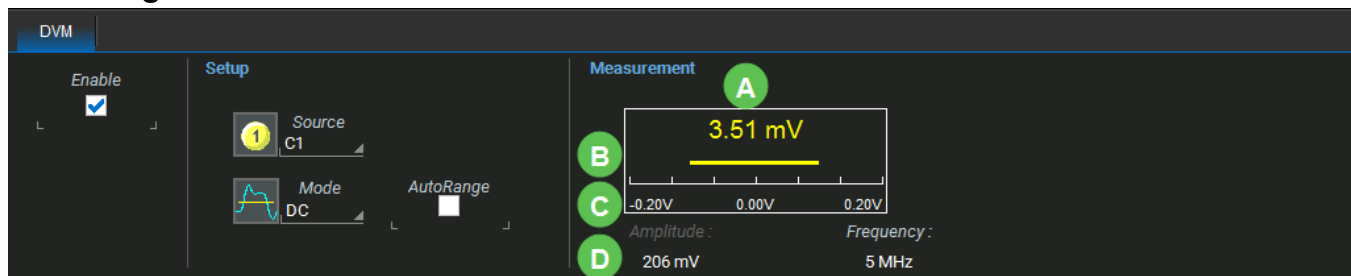 DVM
Enable
Setup
Source
1
C1
Mode
DC
AutoRange
Measurement
A
3.51 mV
B
C
-0.20V 0.00V 0.20V
Amplitude : Frequency :
D
206 mV 5 MHz